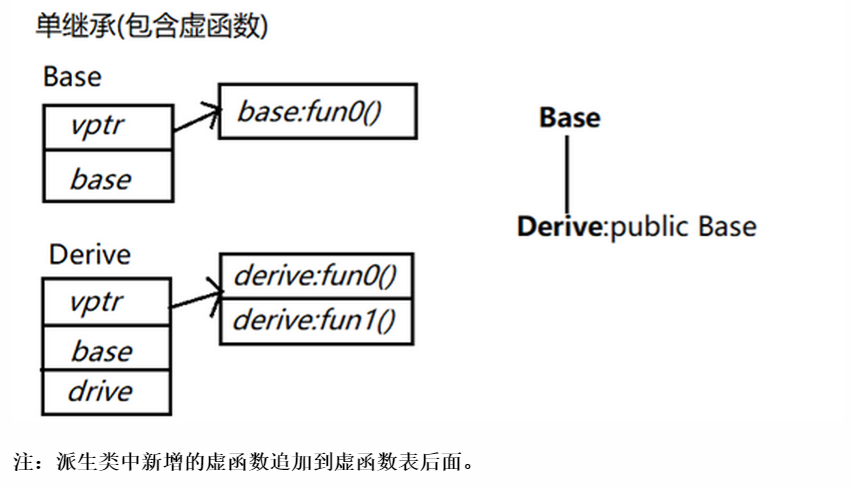 单继承(包含虚函数)
Base
vptr
base:fun0()
base
Base
Derive:public Base
Derive
vptr
derive:fun0()
derive:fun1()
base
drive
注：派生类中新增的虚函数追加到虚函数表后面。